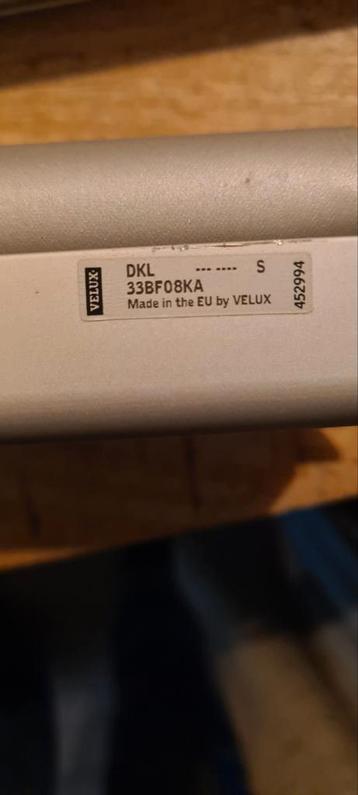 VELUX
DKL --- ---- S
33BF08KA
Made in the EU by VELUX
452994